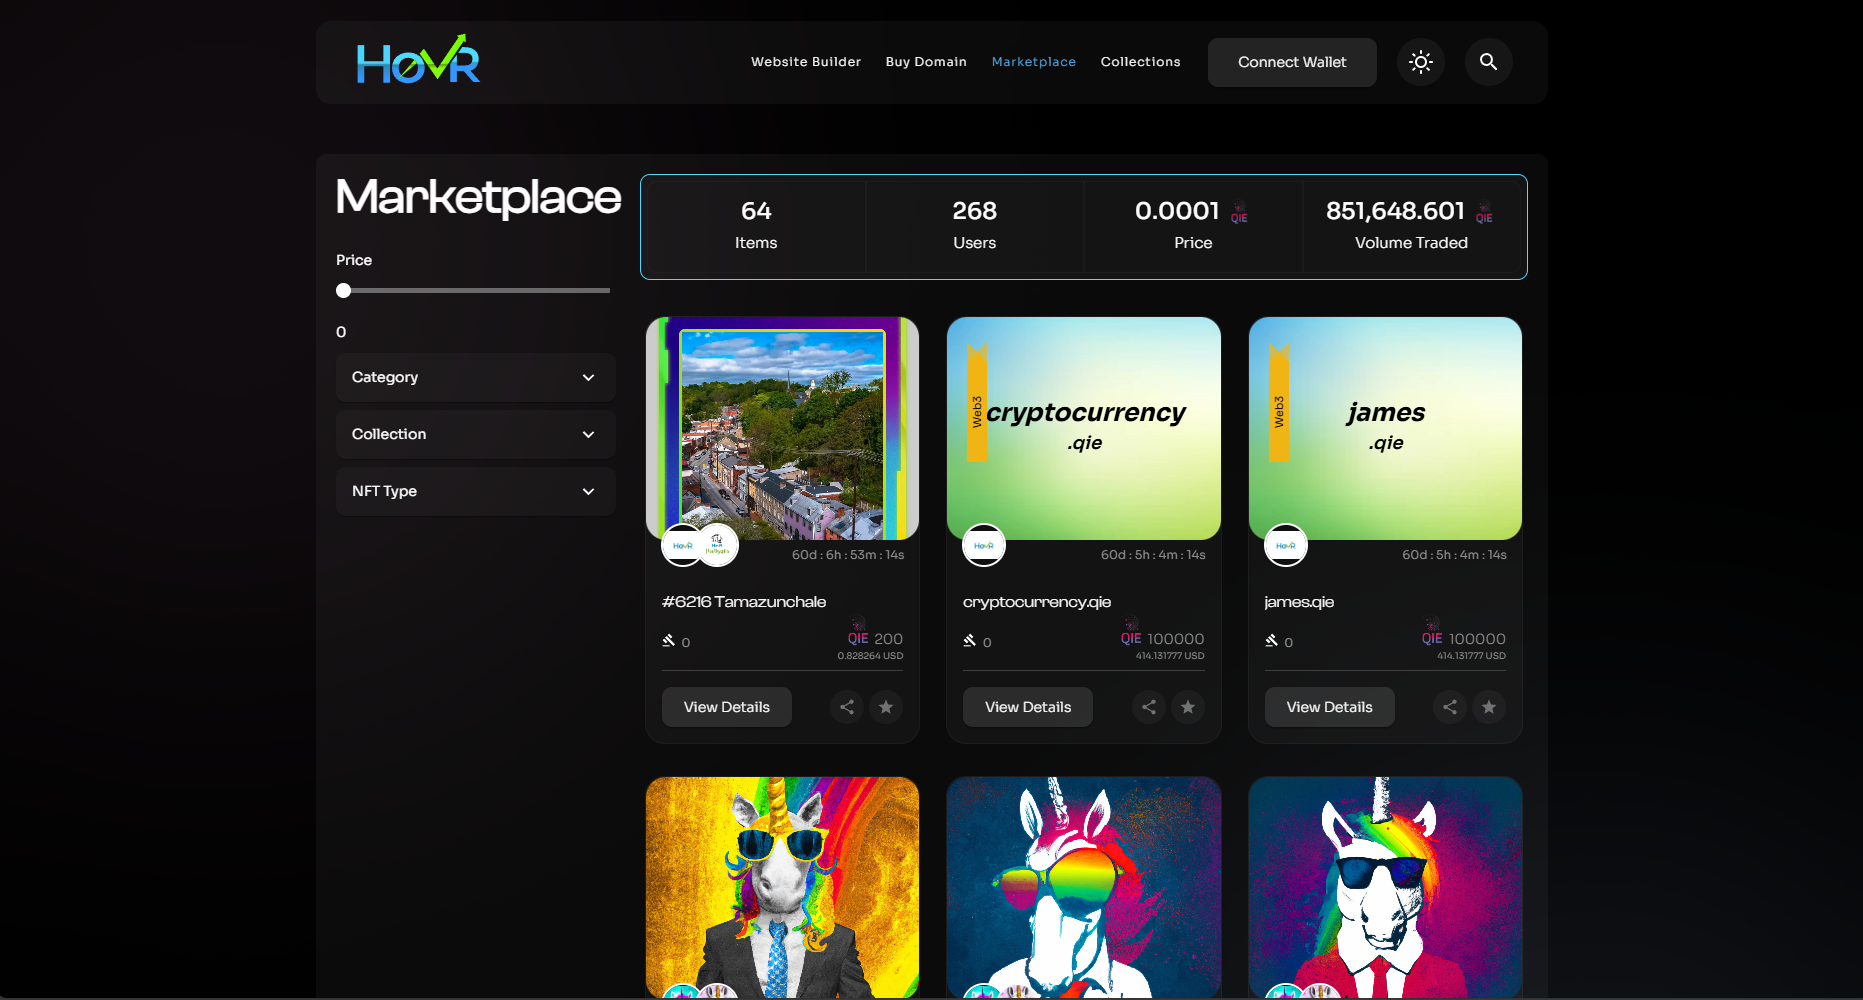 HovR
Website Builder
Buy Domain
Marketplace
Collections
Connect Wallet
Marketplace
Price
0
Category
Collection
NFT Type
64
Items
268
Users
0.0001 QIE
Price
851,648.601 QIE
Volume Traded
HovR
HovR
60d : 6h : 53m : 14s
#6216 Tamazunchale
0
QIE 200
0.828264 USD
View Details
Web3
cryptocurrency
.qie
HovR
60d : 5h : 4m : 14s
cryptocurrency.qie
0
QIE 100000
414.131777 USD
View Details
Web3
james
.qie
HovR
60d : 5h : 4m : 14s
james.qie
0
QIE 100000
414.131777 USD
View Details